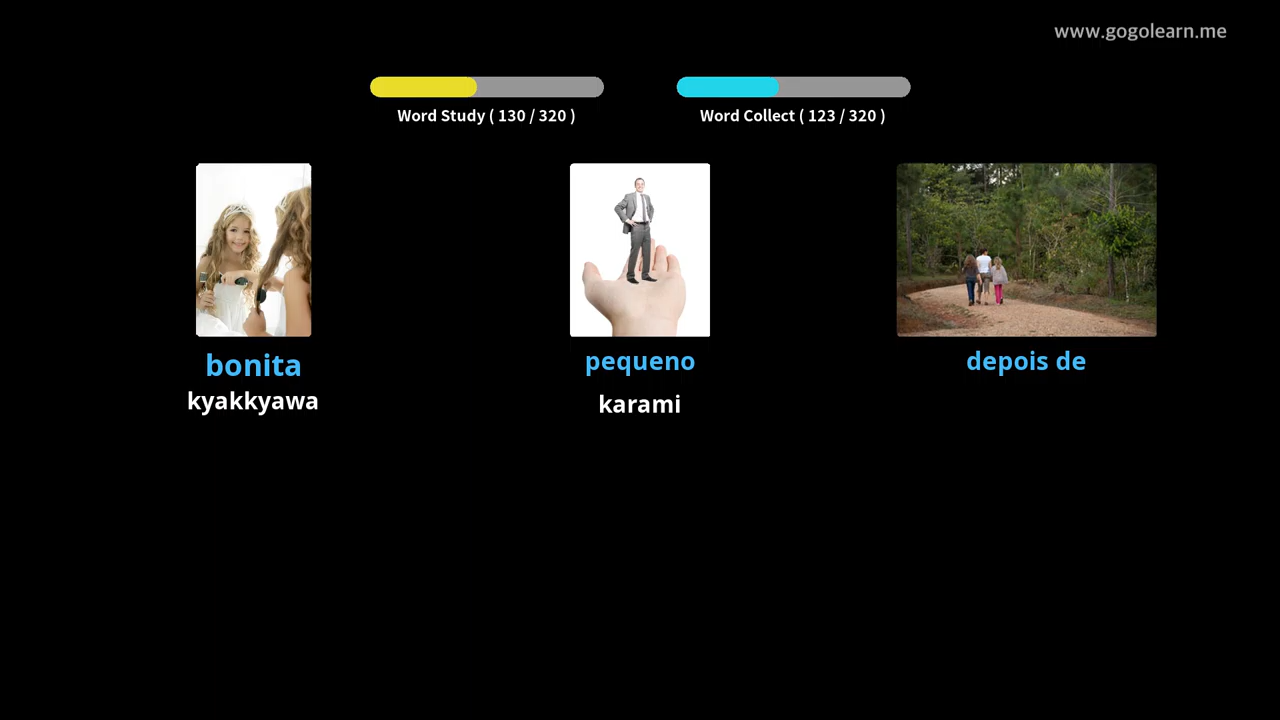 www.gogolearn.me
Word Study ( 130 / 320 )
Word Collect ( 123 / 320 )
bonita
kyakkyawa
pequeno
karami
depois de